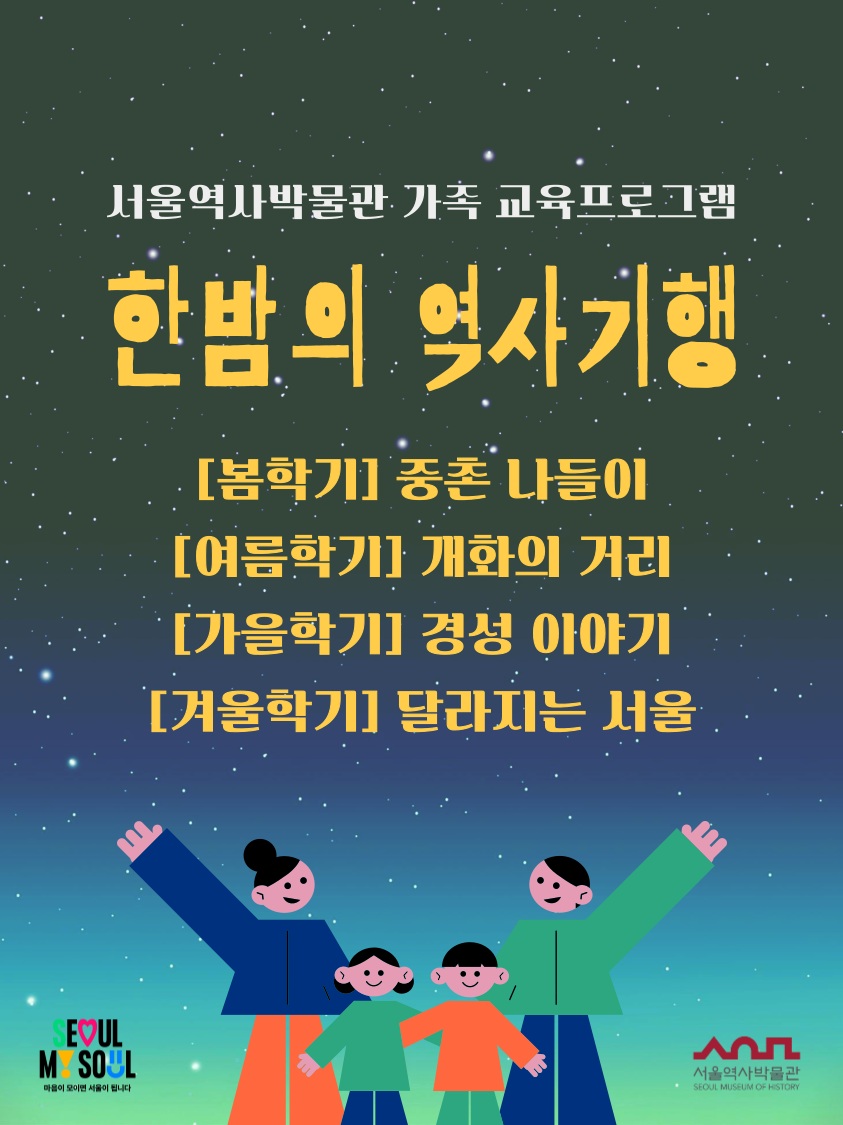 서울역사박물관 가족 교육프로그램
한밤의 역사기행
[봄학기] 중촌 나들이
[여름학기] 개화의 거리
[가을학기] 경성 이야기
[겨울학기] 달라지는 서울
SEOUL
MY SOUL
마음이 모이면 서울이 됩니다
서울역사박물관
SEOUL MUSEUM OF HISTORY